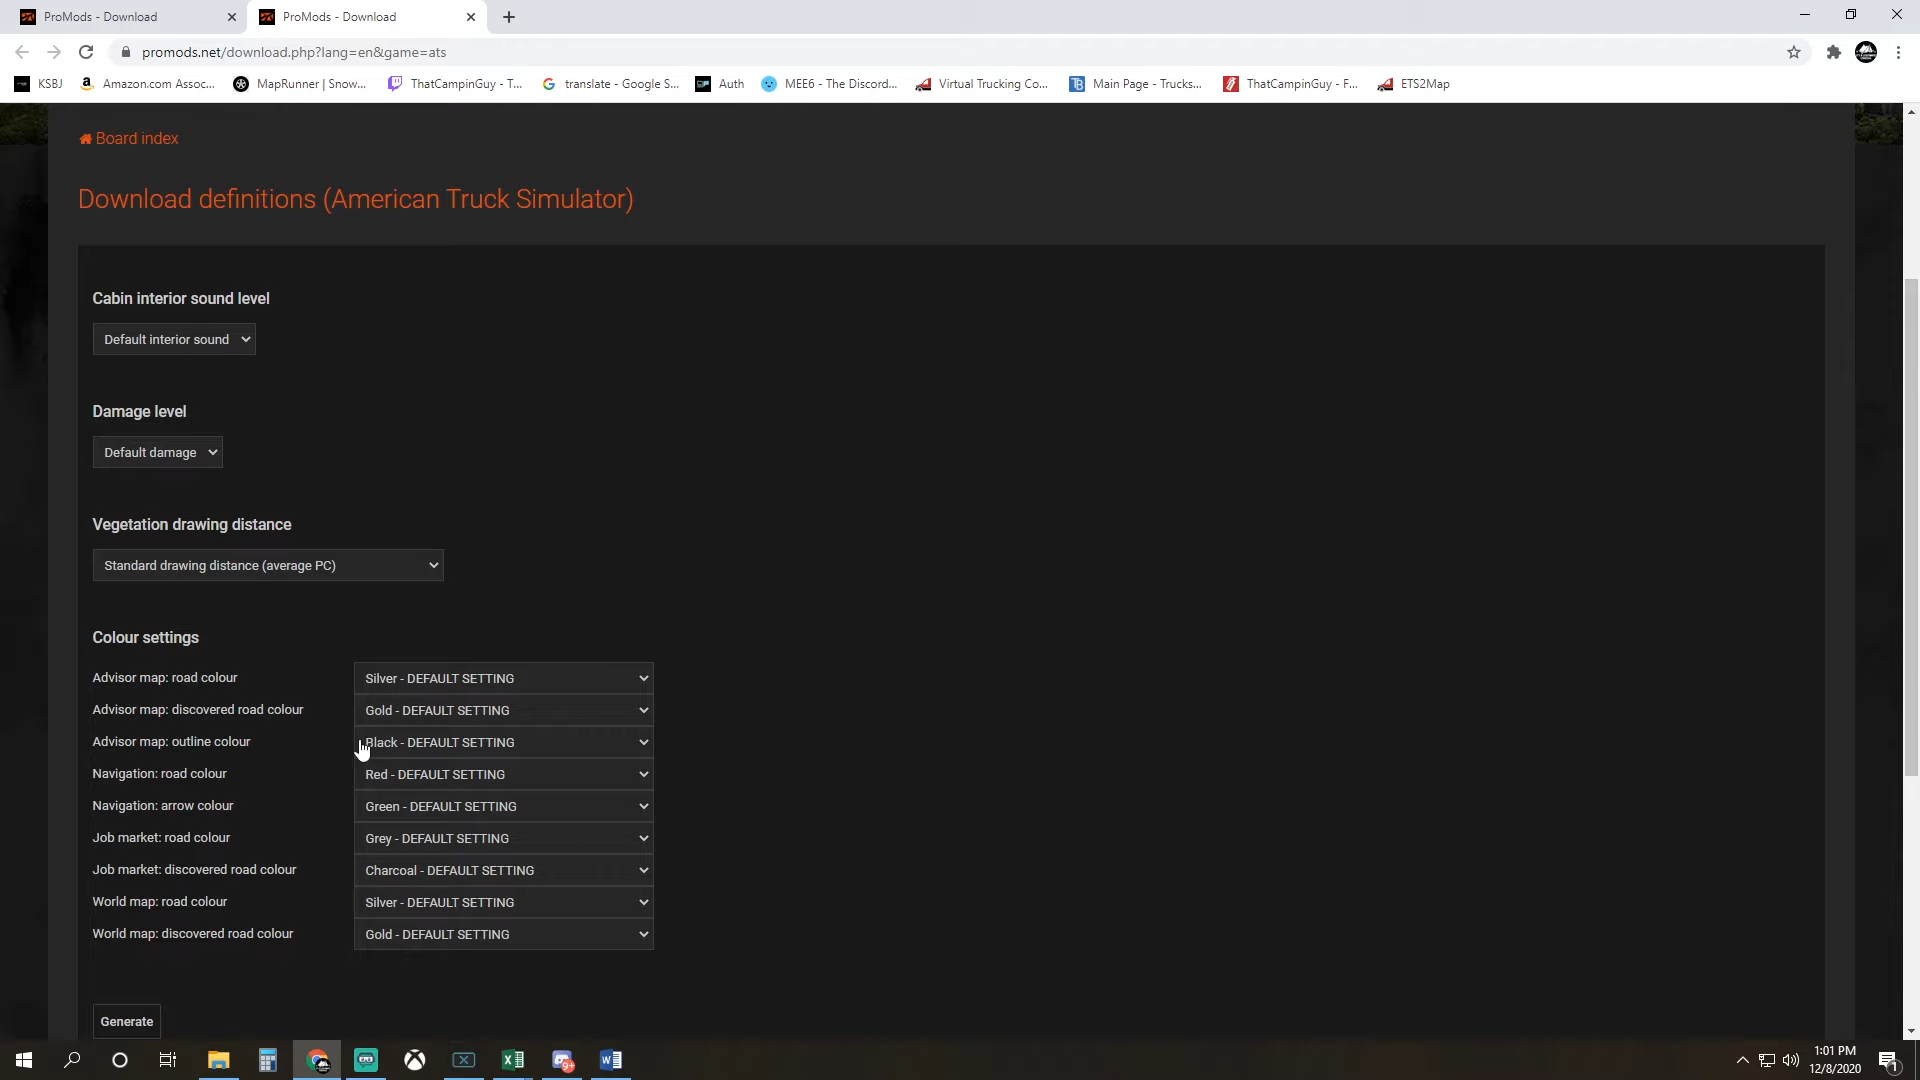 ProMods - Download
ProMods - Download
promods.net/download.php?lang=en&game=ats
KSBJ
Amazon.com Assoc...
MapRunner | Snow...
ThatCampinGuy - T...
translate - Google S...
Auth
MEE6 - The Discord...
Virtual Trucking Co...
Main Page - Trucks...
ThatCampinGuy - F...
ETS2Map
Board index
Download definitions (American Truck Simulator)
Cabin interior sound level
Default interior sound
Damage level
Default damage
Vegetation drawing distance
Standard drawing distance (average PC)
Colour settings
Advisor map: road colour Silver - DEFAULT SETTING
Advisor map: discovered road colour Gold - DEFAULT SETTING
Advisor map: outline colour Black - DEFAULT SETTING
Navigation: road colour Red - DEFAULT SETTING
Navigation: arrow colour Green - DEFAULT SETTING
Job market: road colour Grey - DEFAULT SETTING
Job market: discovered road colour Charcoal - DEFAULT SETTING
World map: road colour Silver - DEFAULT SETTING
World map: discovered road colour Gold - DEFAULT SETTING
Generate
1:01 PM
12/8/2020